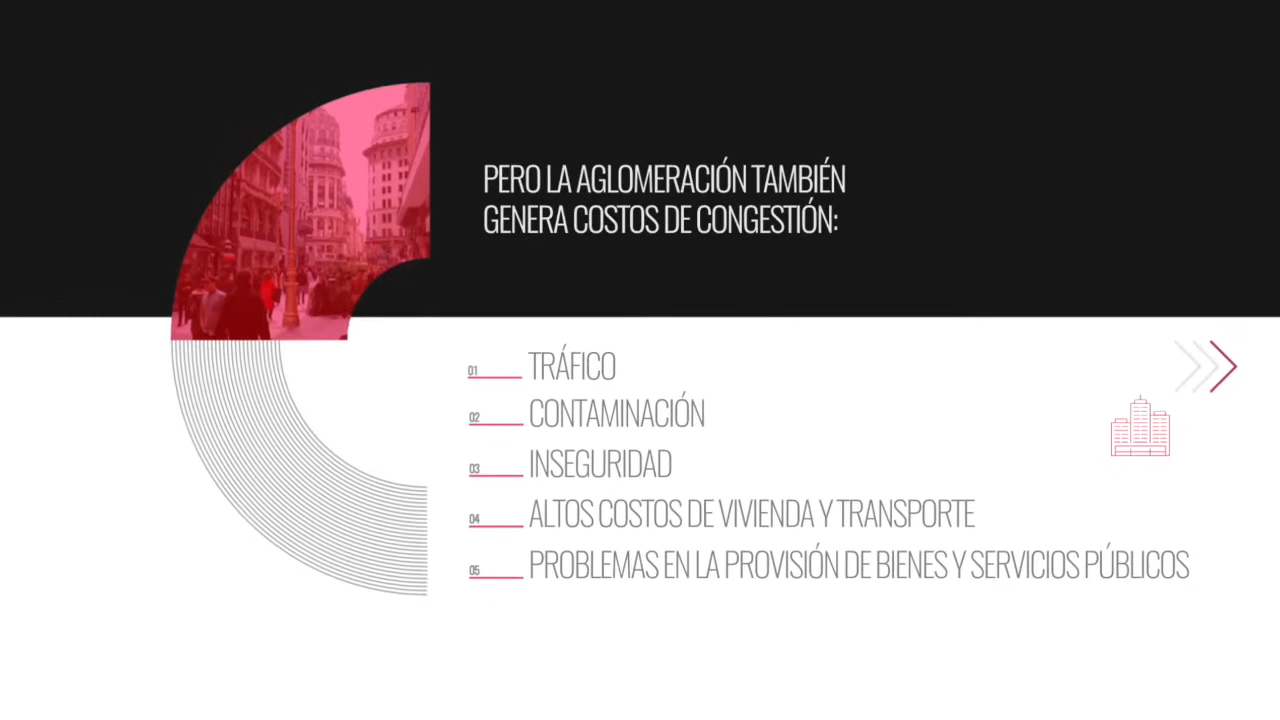 PERO LA AGLOMERACIÓN TAMBIÉN
GENERA COSTOS DE CONGESTIÓN:
01 TRÁFICO
02 CONTAMINACIÓN
03 INSEGURIDAD
04 ALTOS COSTOS DE VIVIENDA Y TRANSPORTE
05 PROBLEMAS EN LA PROVISIÓN DE BIENES Y SERVICIOS PÚBLICOS